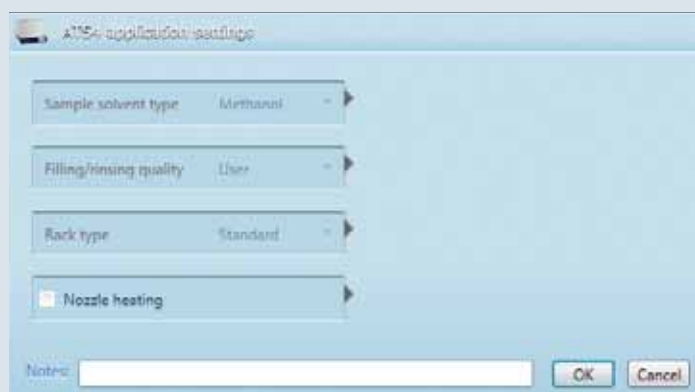 ATS4 application settings
Sample solvent type Methanol
Filling/rinsing quality User
Rack type Standard
Nozzle heating
Notes:
OK Cancel